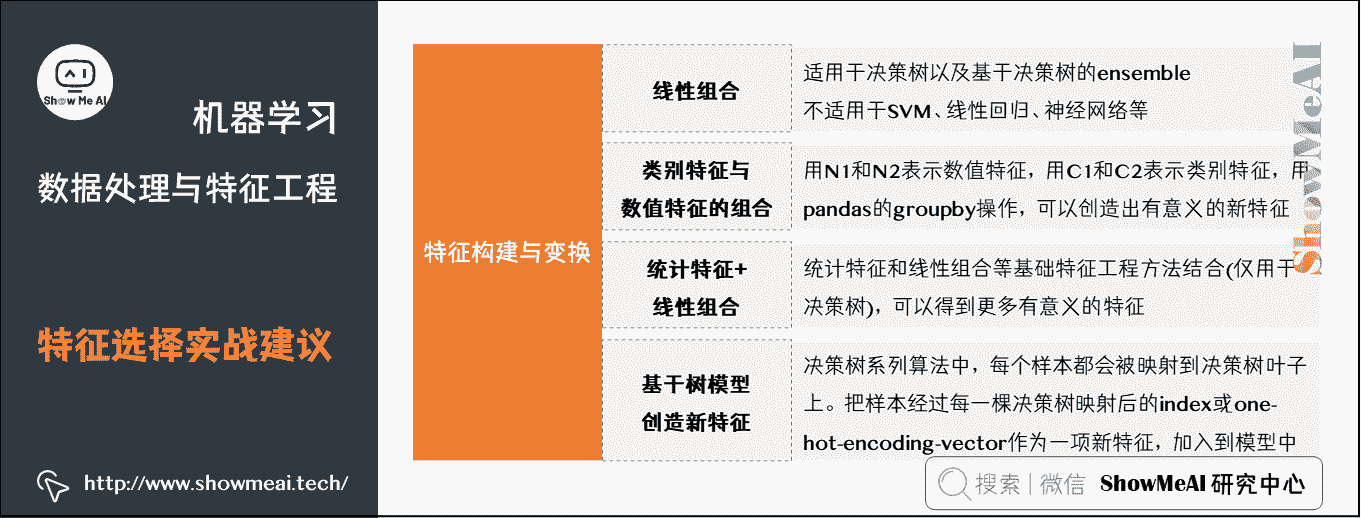 Show Me AI
机器学习
数据处理与特征工程
特征选择实战建议
http://www.showmeai.tech/
特征构建与变换
线性组合
适用于决策树以及基于决策树的ensemble
不适用于SVM、线性回归、神经网络等
类别特征与
数值特征的组合
用N1和N2表示数值特征，用C1和C2表示类别特征，用
pandas的groupby操作，可以创造出有意义的新特征
统计特征+
线性组合
统计特征和线性组合等基础特征工程方法结合(仅用于
决策树)，可以得到更多有意义的特征
基于树模型
创造新特征
决策树系列算法中，每个样本都会被映射到决策树叶子
上。把样本经过每一棵决策树映射后的index或one-
hot-encoding-vector作为一项新特征，加入到模型中
ShowMeAI
搜索 | 微信 ShowMeAI 研究中心